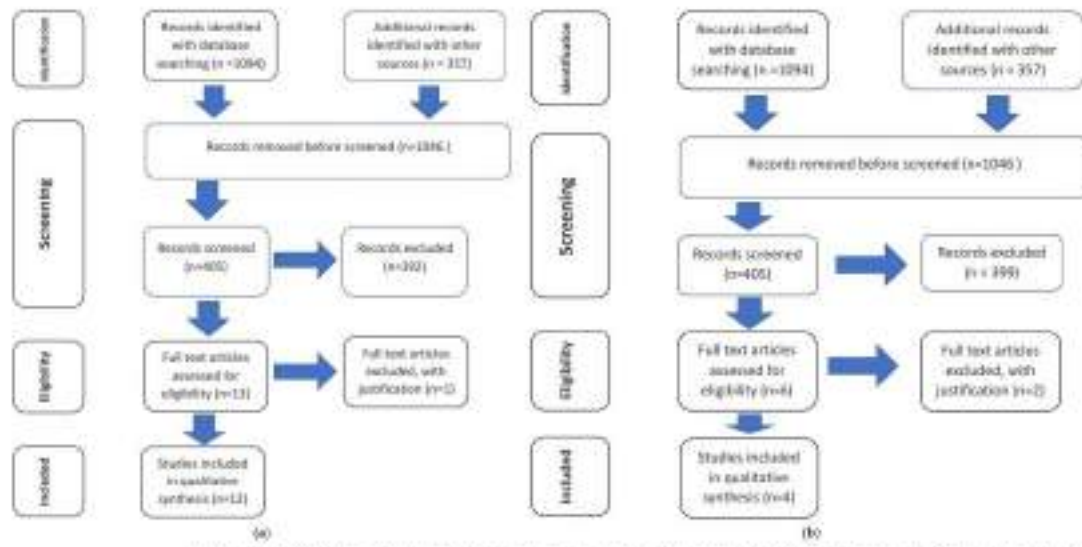 Identification
Records identified
with database
searching (n =1094)
Additional records
identified with other
sources (n = 357)
Records removed before screened (n=1046 )
Screening
Records screened
(n=405)
Records excluded
(n=392)
Eligibility
Full text articles
assessed for
eligibility (n=13)
Full text articles
excluded, with
justification (n=1)
Included
Studies included
in qualitative
synthesis (n=12)
(a)
Identification
Records identified
with database
searching (n =1094)
Additional records
identified with other
sources (n = 357)
Records removed before screened (n=1046 )
Screening
Records screened
(n=405)
Records excluded
(n = 399)
Eligibility
Full text articles
assessed for
eligibility (n=6)
Full text articles
excluded, with
justification (n=2)
Included
Studies included
in qualitative
synthesis (n=4)
(b)